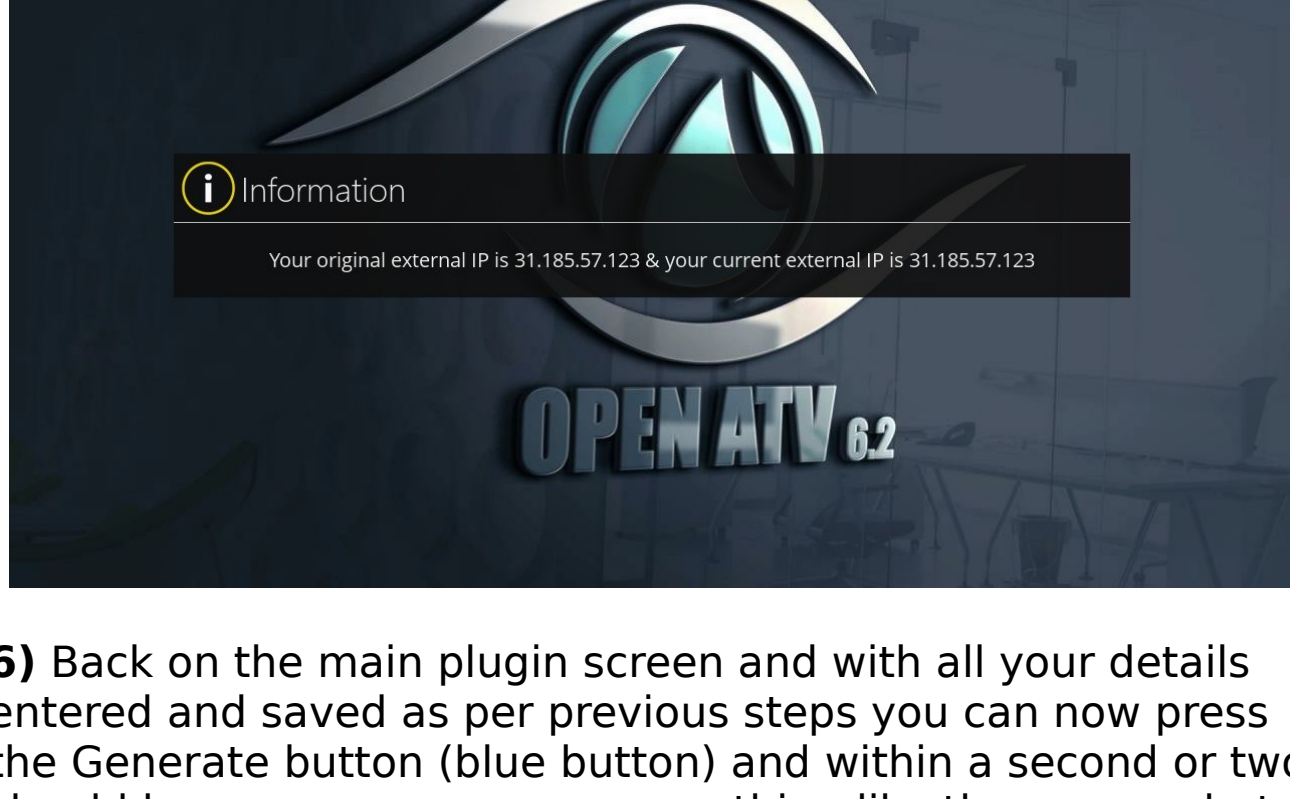 i Information
Your original external IP is 31.185.57.123 & your current external IP is 31.185.57.123
OPEN ATV 6.2
6) Back on the main plugin screen and with all your details
entered and saved as per previous steps you can now press
the Generate button (blue button) and within a second or two